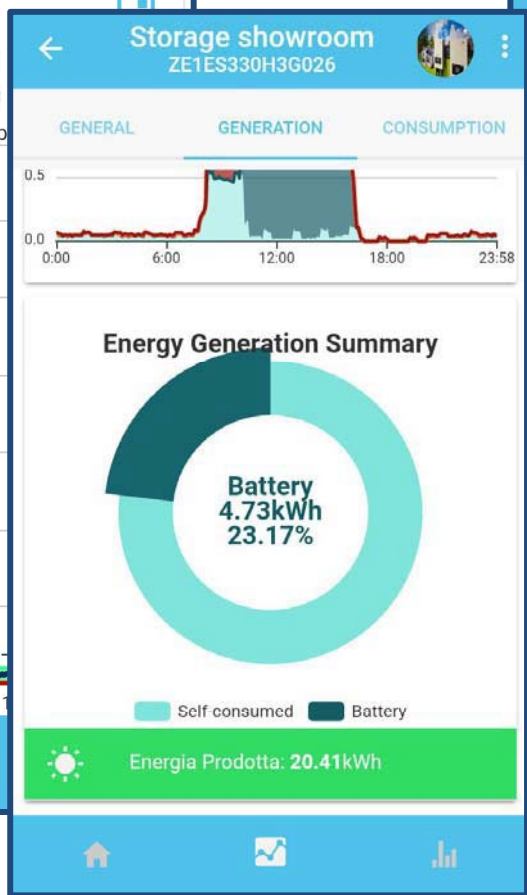 Storage showroom
ZE1ES330H3G026
GENERAL
GENERATION
CONSUMPTION
0.5
0.0
0:00
6:00
12:00
18:00
23:58
Energy Generation Summary
Battery
4.73kWh
23.17%
Self-consumed
Battery
Energia Prodotta: 20.41kWh